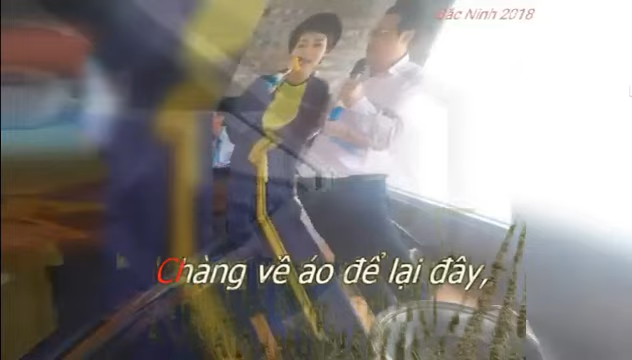 Bắc Ninh 2018
Chàng về áo để lại đây,